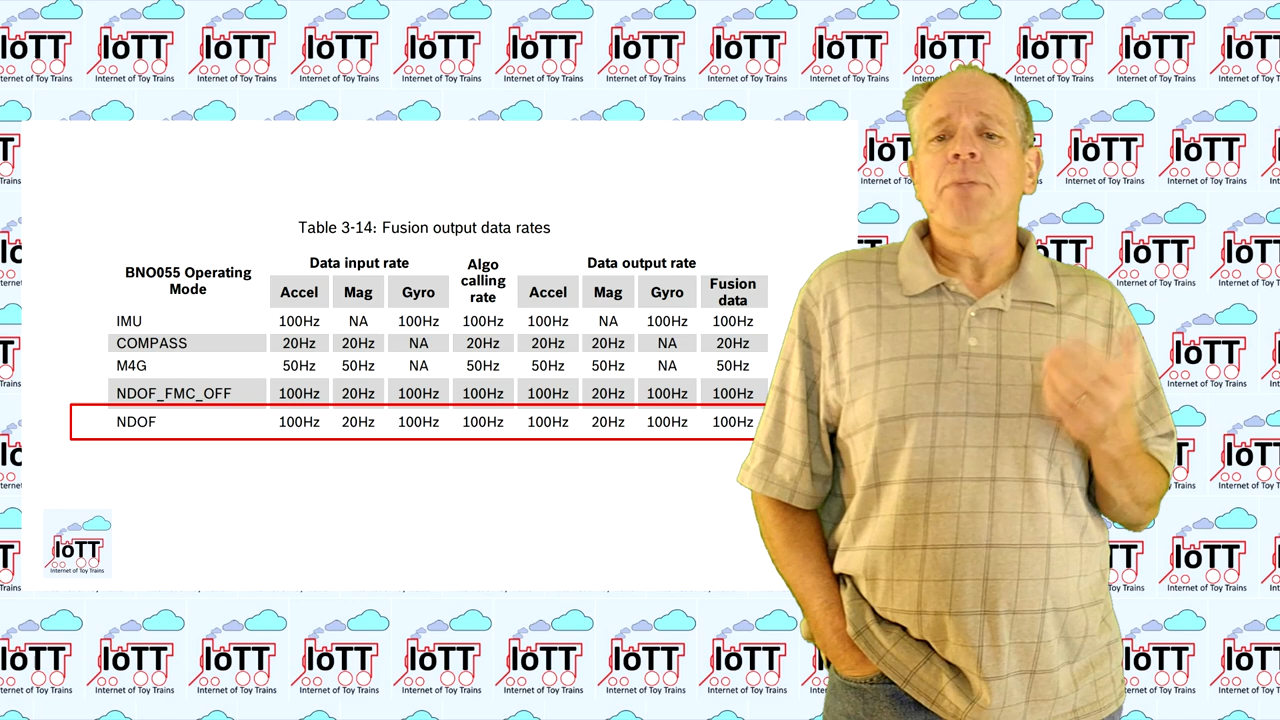 IoTT
Internet of Toy Trains
Table 3-14: Fusion output data rates
BNO055 Operating Mode
Data input rate
Algo calling rate
Data output rate
Accel Mag Gyro Accel Mag Gyro Fusion data
IMU 100Hz NA 100Hz 100Hz 100Hz NA 100Hz 100Hz
COMPASS 20Hz 20Hz NA 20Hz 20Hz 20Hz NA 20Hz
M4G 50Hz 50Hz NA 50Hz 50Hz 50Hz NA 50Hz
NDOF_FMC_OFF 100Hz 20Hz 100Hz 100Hz 100Hz 20Hz 100Hz 100Hz
NDOF 100Hz 20Hz 100Hz 100Hz 100Hz 20Hz 100Hz 100Hz
IoTT
Internet of Toy Trains